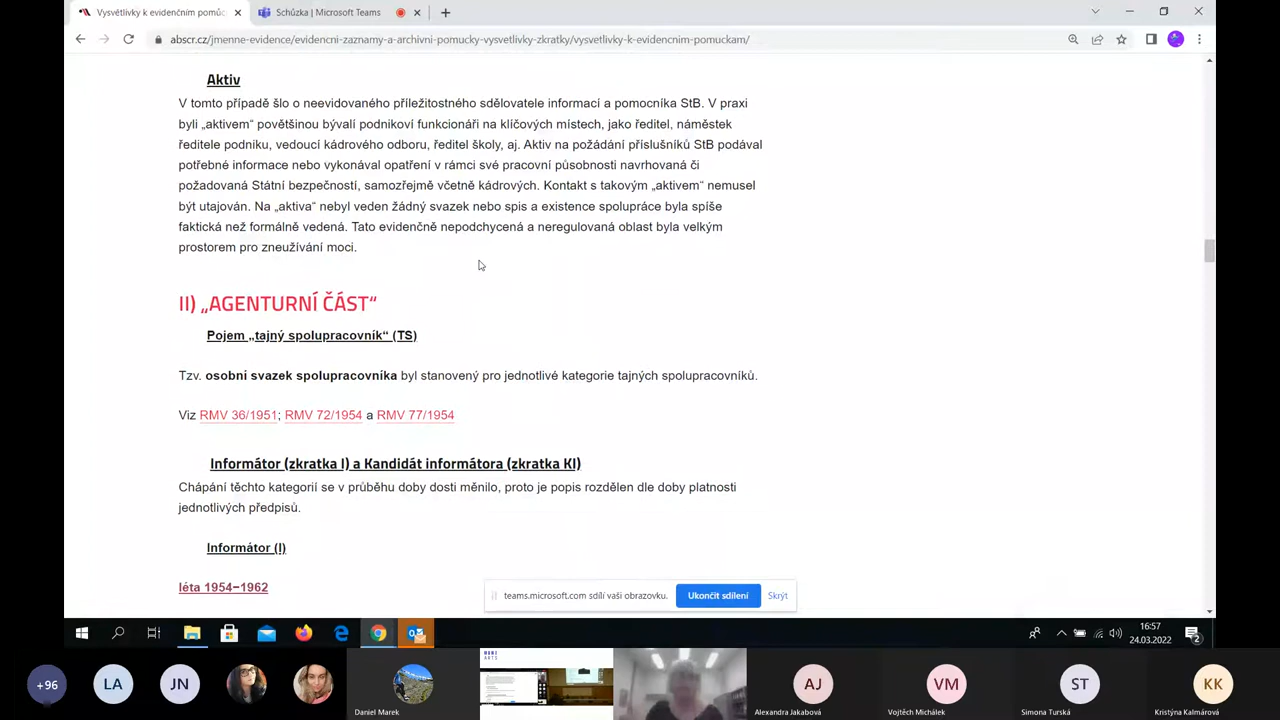 Vysvětlivky k evidenčním pomůc
Schůzka | Microsoft Teams
abscr.cz/jmenne-evidence/evidencni-zaznamy-a-archivni-pomucky-vysvetlivky-zkratky/vysvetlivky-k-evidencnim-pomuckam/
Aktiv
V tomto případě šlo o neevidovaného příležitostného sdělovatele informací a pomocníka StB. V praxi
byli „aktivem“ povětšinou bývalí podnikoví funkcionáři na klíčových místech, jako ředitel, náměstek
ředitele podniku, vedoucí kádrového odboru, ředitel školy, aj. Aktiv na požádání příslušníků StB podával
potřebné informace nebo vykonával opatření v rámci své pracovní působnosti navrhovaná či
požadovaná Státní bezpečností, samozřejmě včetně kádrových. Kontakt s takovým „aktivem“ nemusel
být utajován. Na „aktiva“ nebyl veden žádný svazek nebo spis a existence spolupráce byla spíše
faktická než formálně vedená. Tato evidenčně nepodchycená a neregulovaná oblast byla velkým
prostorem pro zneužívání moci.
II) „AGENTURNÍ ČÁST“
Pojem „tajný spolupracovník“ (TS)
Tzv. osobní svazek spolupracovníka byl stanovený pro jednotlivé kategorie tajných spolupracovníků.
Viz RMV 36/1951; RMV 72/1954 a RMV 77/1954
Informátor (zkratka I) a Kandidát informátora (zkratka KI)
Chápání těchto kategorií se v průběhu doby dosti měnilo, proto je popis rozdělen dle doby platnosti
jednotlivých předpisů.
Informátor (I)
léta 1954−1962
teams.microsoft.com sdílí vaši obrazovku.
Ukončit sdílení
Skrýt
16:57
24.03.2022
2
+96
LA
JN
Daniel Marek
MUNI
ARTS
AJ
Alexandra Jakabová
VM
Vojtěch Michálek
ST
Simona Turská
KK
Kristýna Kalmárová